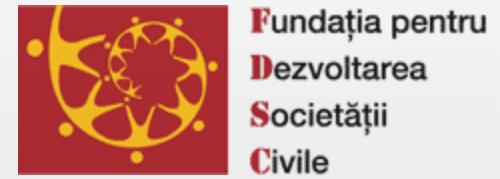 Fundația pentru
Dezvoltarea
Societății
Civile